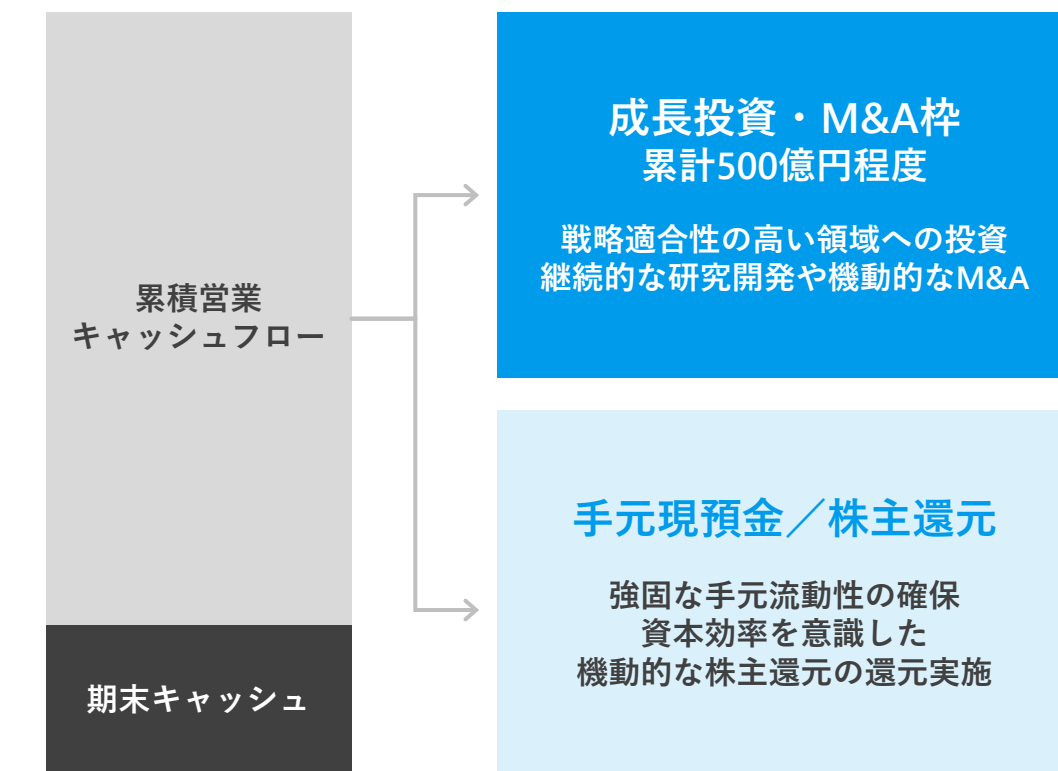 累積営業
キャッシュフロー
期末キャッシュ
成長投資・M&A枠
累計500億円程度
戦略適合性の高い領域への投資
継続的な研究開発や機動的なM&A
手元現預金／株主還元
強固な手元流動性の確保
資本効率を意識した
機動的な株主還元の還元実施